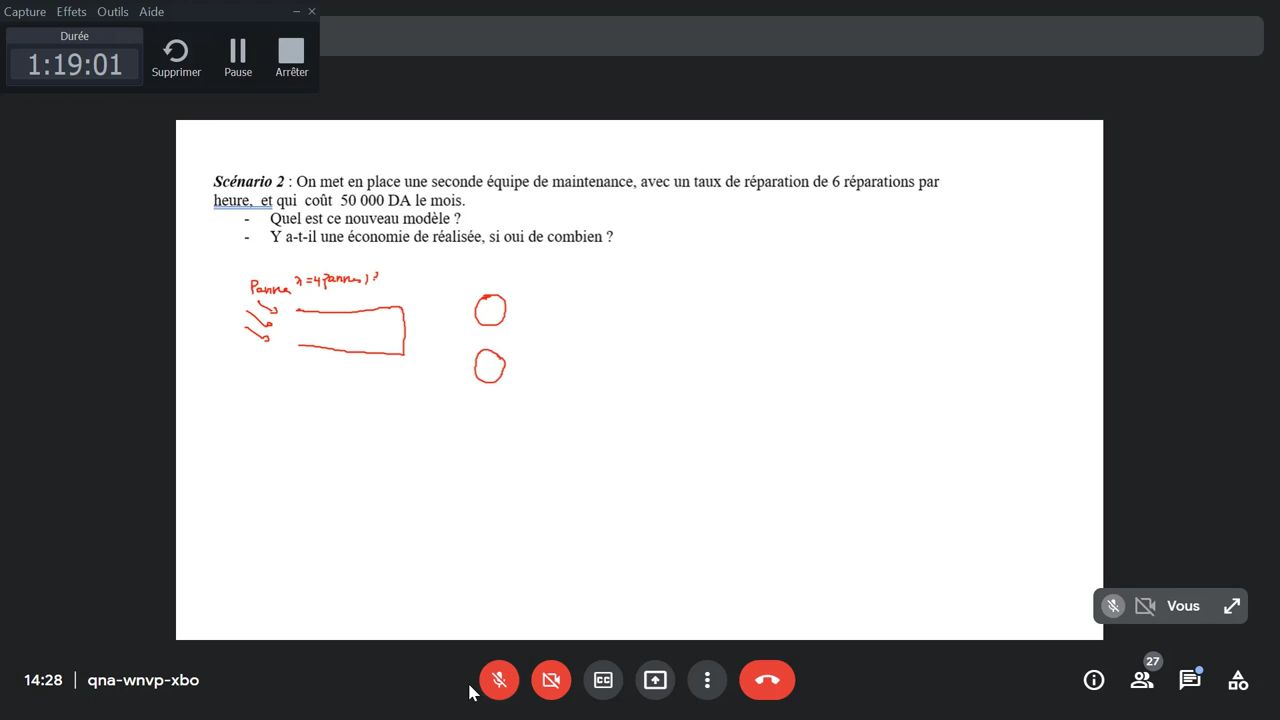 Capture Effets Outils Aide
Durée
1:19:01
Supprimer Pause Arrêter
Scénario 2 : On met en place une seconde équipe de maintenance, avec un taux de réparation de 6 réparations par
heure, et qui coût 50 000 DA le mois.
- Quel est ce nouveau modèle ?
- Y a-t-il une économie de réalisée, si oui de combien ?
λ=4
Vous
14:28 qna-wnvp-xbo
27